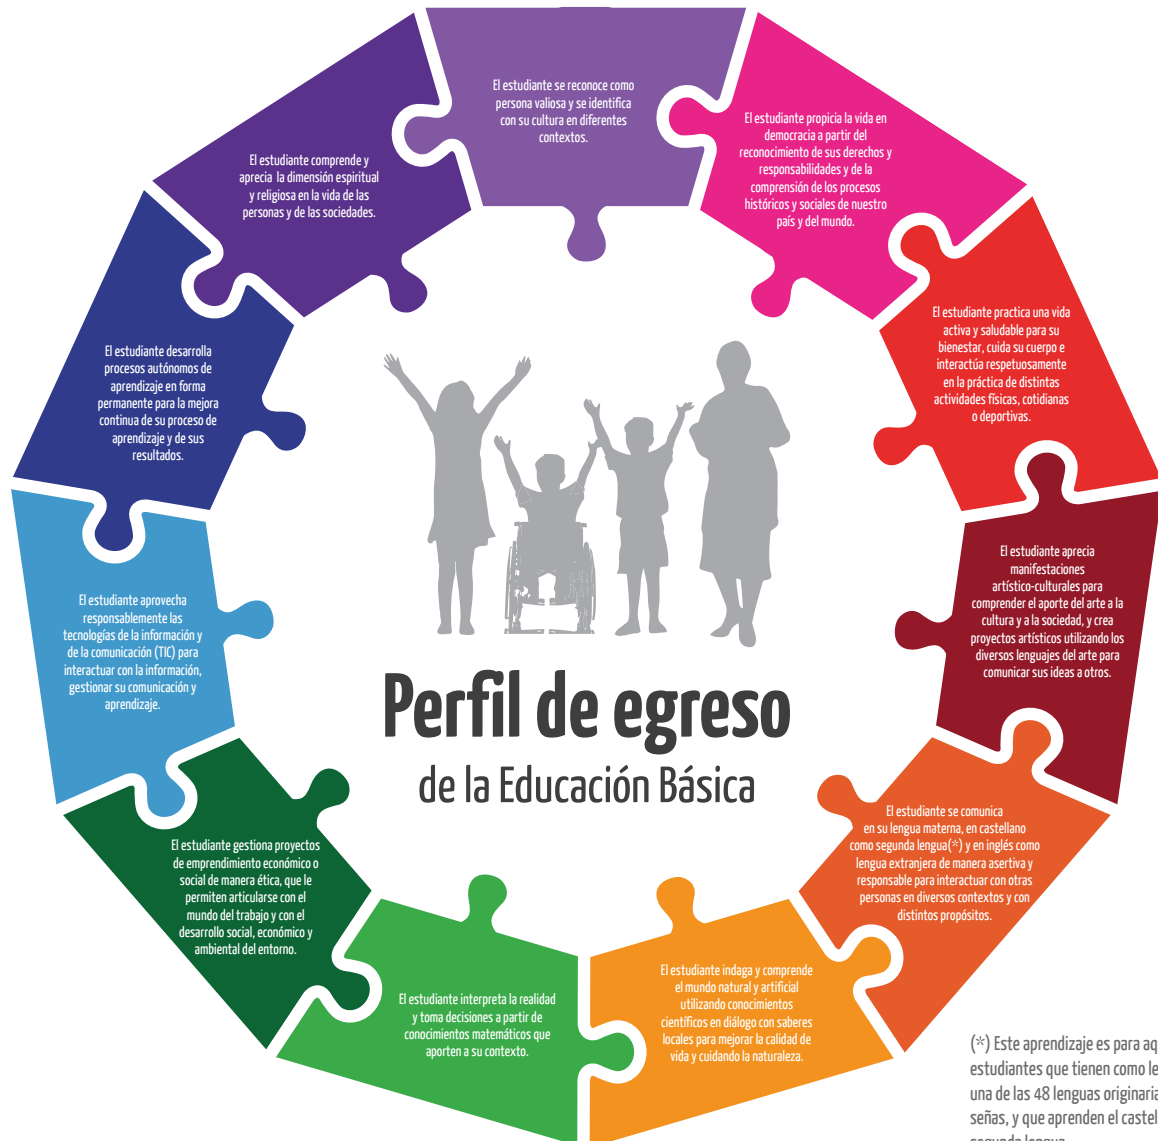 El estudiante se reconoce como
persona valiosa y se identifica
con su cultura en diferentes
contextos.
El estudiante propicia la vida en
democracia a partir del
reconocimiento de sus derechos y
responsabilidades y de la
comprensión de los procesos
históricos y sociales de nuestro
país y del mundo.
El estudiante practica una vida
activa y saludable para su
bienestar, cuida su cuerpo e
interactúa respetuosamente
en la práctica de distintas
actividades físicas, cotidianas
o deportivas.
El estudiante aprecia
manifestaciones
artístico-culturales para
comprender el aporte del arte a la
cultura y a la sociedad, y crea
proyectos artísticos utilizando los
diversos lenguajes del arte para
comunicar sus ideas a otros.
El estudiante se comunica
en su lengua materna, en castellano
como segunda lengua(*) y en inglés como
lengua extranjera de manera asertiva y
responsable para interactuar con otras
personas en diversos contextos y con
distintos propósitos.
El estudiante indaga y comprende
el mundo natural y artificial
utilizando conocimientos
científicos en diálogo con saberes
locales para mejorar la calidad de
vida y cuidando la naturaleza.
El estudiante interpreta la realidad
y toma decisiones a partir de
conocimientos matemáticos que
aporten a su contexto.
El estudiante gestiona proyectos
de emprendimiento económico o
social de manera ética, que le
permiten articularse con el
mundo del trabajo y con el
desarrollo social, económico y
ambiental del entorno.
El estudiante aprovecha
responsablemente las
tecnologías de la información y
de la comunicación (TIC) para
interactuar con la información,
gestionar su comunicación y
aprendizaje.
El estudiante desarrolla
procesos autónomos de
aprendizaje en forma
permanente para la mejora
continua de su proceso de
aprendizaje y de sus
resultados.
El estudiante comprende y
aprecia la dimensión espiritual
y religiosa en la vida de las
personas y de las sociedades.
Perfil de egreso
de la Educación Básica
(*) Este aprendizaje es para
estudiantes que tienen como
una de las 48 lenguas
señas, y que aprenden el
segunda lengua